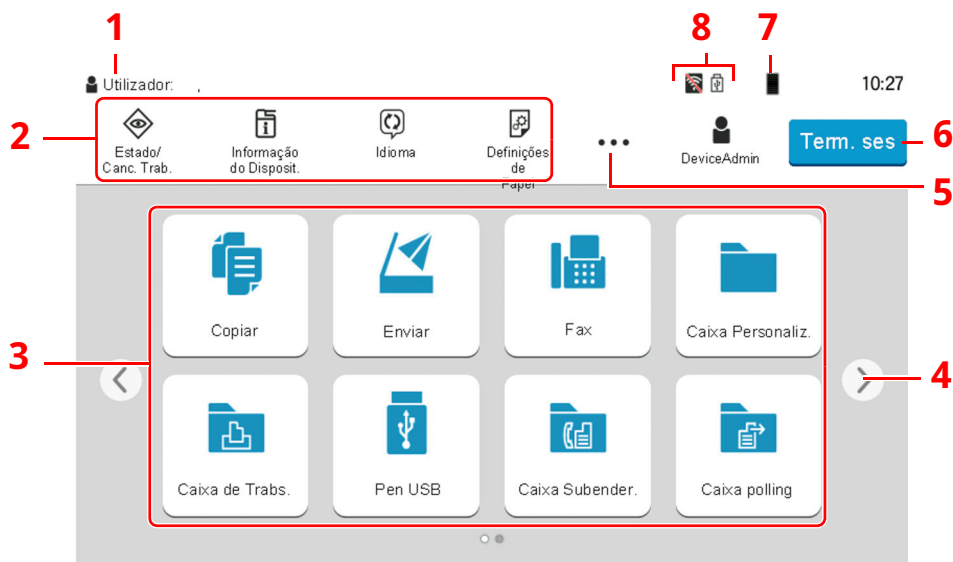 1
8
7
Utilizador: ,
10:27
2
Estado/
Canc. Trab.
Informação
do Disposit.
Idioma
Definições
de
Papel
...
DeviceAdmin
Term. ses
6
5
3
Copiar
Enviar
Fax
Caixa Personaliz.
4
Caixa de Trabs.
Pen USB
Caixa Subender.
Caixa polling